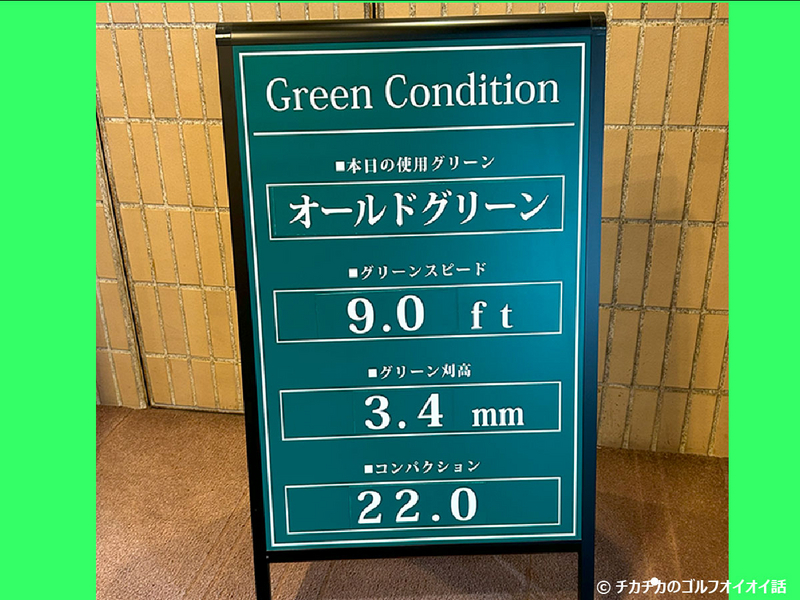 Green Condition
■本日の使用グリーン
オールドグリーン
■グリーンスピード
9.0 ft
■グリーン刈高
3.4 mm
■コンパクション
22.0
© チカチカのゴルフオイオイ話